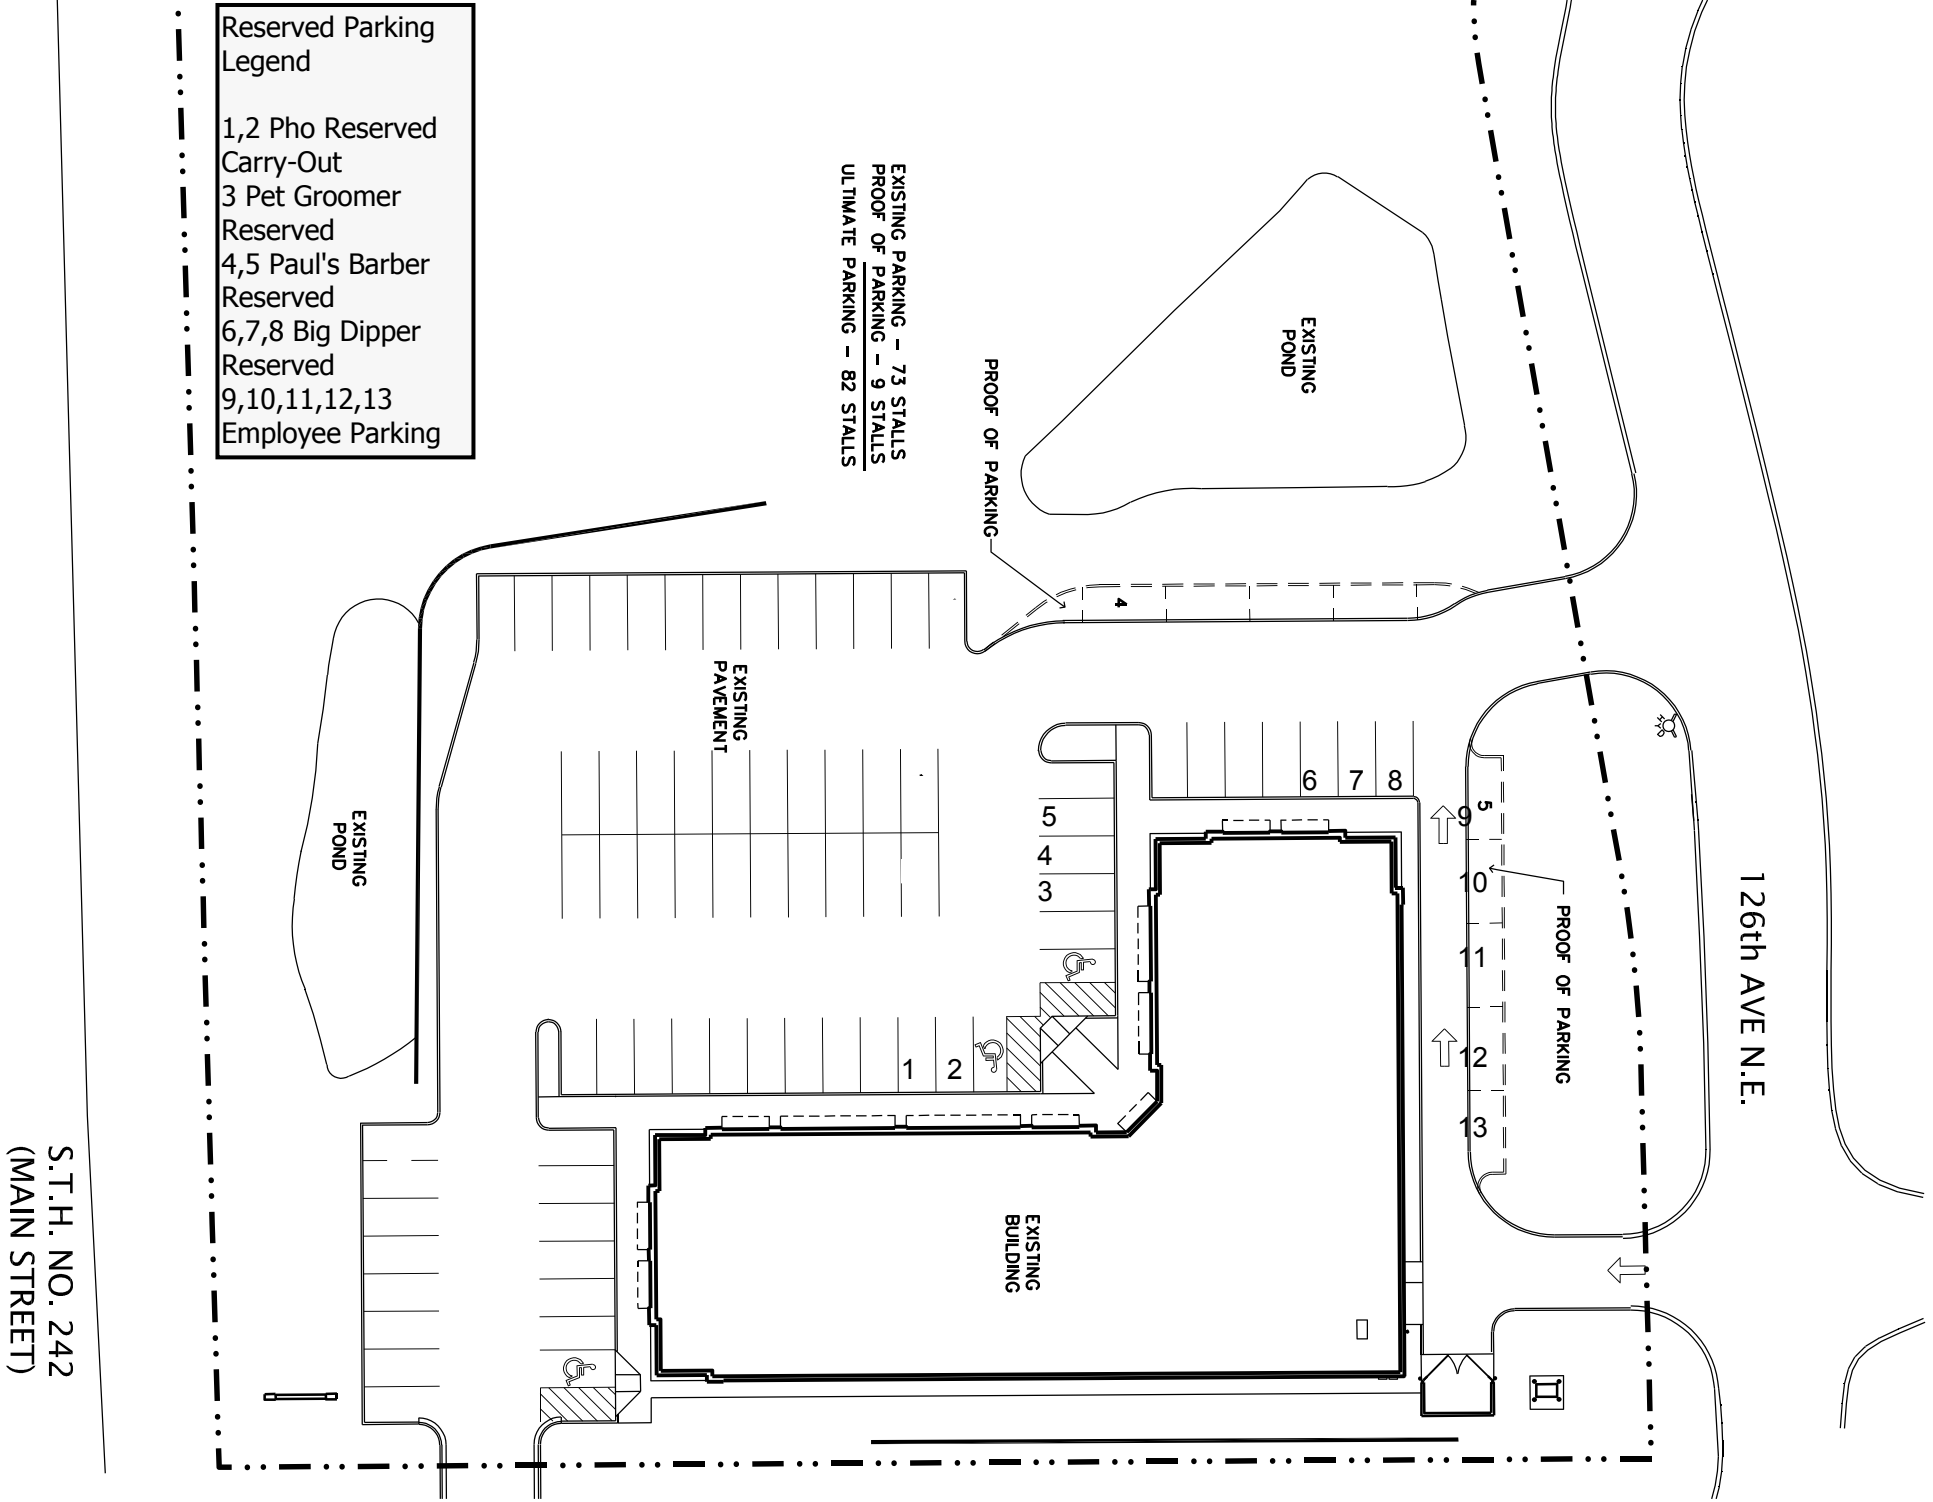 Reserved Parking
Legend
1,2 Pho Reserved
Carry-Out
3 Pet Groomer
Reserved
4,5 Paul's Barber
Reserved
6,7,8 Big Dipper
Reserved
9,10,11,12,13
Employee Parking
EXISTING PARKING - 73 STALLS
PROOF OF PARKING - 9 STALLS
ULTIMATE PARKING - 82 STALLS
PROOF OF PARKING
EXISTING
POND
4
EXISTING
PAVEMENT
HYD
6 7 8
5
4
3
5
9
10
11
12
13
PROOF OF PARKING
126th AVE N.E.
EXISTING
POND
1 2
EXISTING
BUILDING
S.T.H. NO. 242
(MAIN STREET)